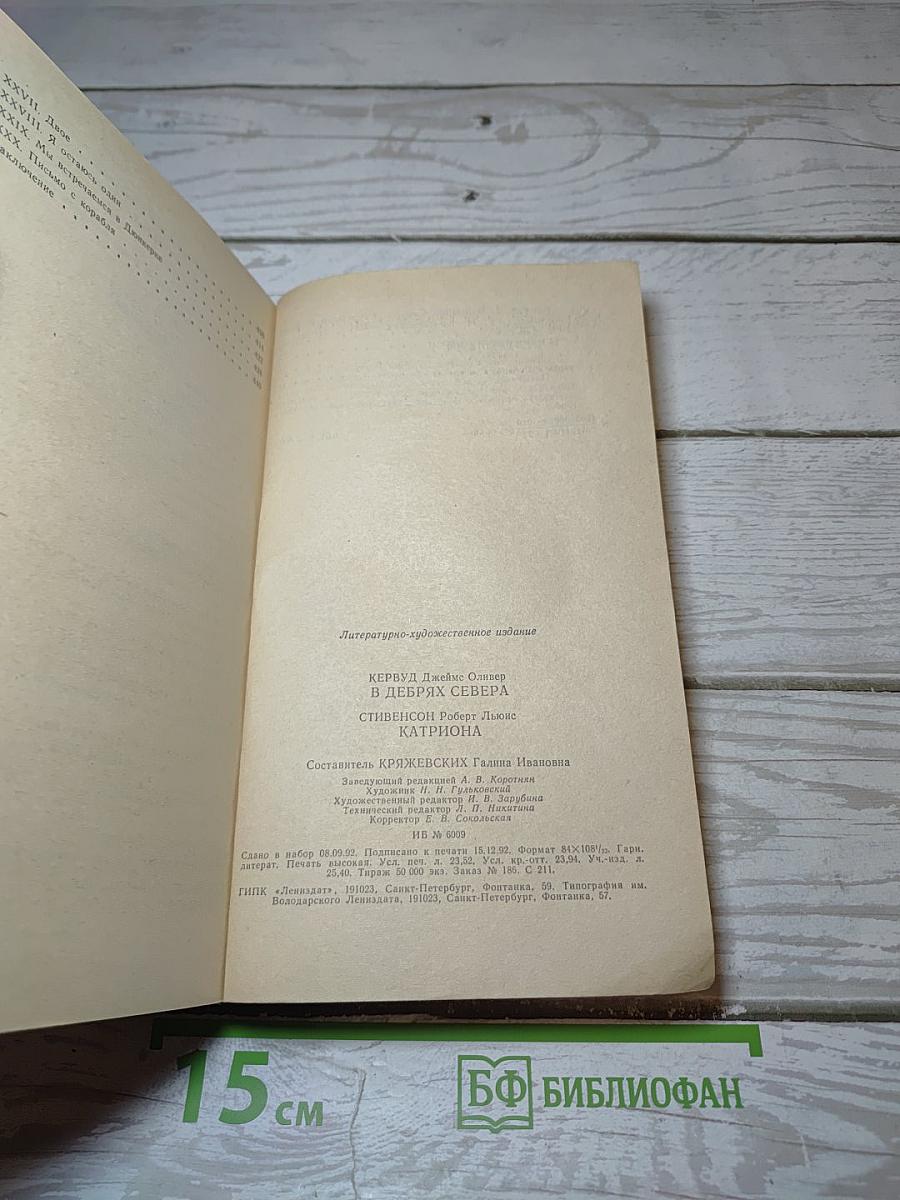 XXVII. Двое . .
XXVIII. Я остаюсь один . . .
XXIX. Мы встречаемся в Дюнкерке
XXX. Письмо с корабля
аключение . .
Литературно-художественное издание
КЕРВУД Джеймс Оливер
В ДЕБРЯХ СЕВЕРА
СТИВЕНСОН Роберт Льюис
КАТРИОНА
Составитель КРЯЖЕВСКИХ Галина Ивановна
Заведующий редакцией А. В. Коротнян
Художник Н. Н. Гульковский
Художественный редактор И. В. Зарубина
Технический редактор Л. П. Никитина
Корректор Е. В. Сокольская
ИБ № 6009
Сдано в набор 08.09.92. Подписано к печати 15.12.92. Формат 84×108¹/₃₂. Гарн.
литерат. Печать высокая. Усл. печ. л. 23,52, Усл. кр.-отт. 23,94, Уч.-изд. л.
25,40. Тираж 50 000 экз. Заказ № 186. С 211.
ГИПК «Лениздат», 191023, Санкт-Петербург, Фонтанка, 59. Типография им.
Володарского Лениздата, 191023, Санкт-Петербург, Фонтанка, 57.
15 см
БФ БИБЛИОФАН